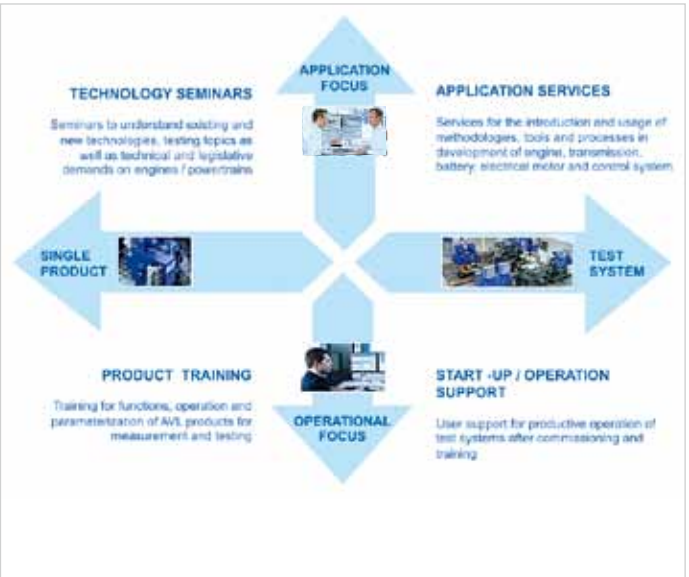 APPLICATION
FOCUS
TECHNOLOGY SEMINARS
Seminars to understand existing and
new technologies, testing topics as
well as technical and legislative
demands on engines / powertrains
APPLICATION SERVICES
Services for the introduction and usage of
methodologies, tools and processes in
development of engine, transmission,
battery, electrical motor and control system
SINGLE
PRODUCT
TEST
SYSTEM
PRODUCT TRAINING
Training for functions, operation and
parameterization of AVL products for
measurement and testing
START -UP / OPERATION
SUPPORT
User support for productive operation of
test systems after commissioning and
training
OPERATIONAL
FOCUS